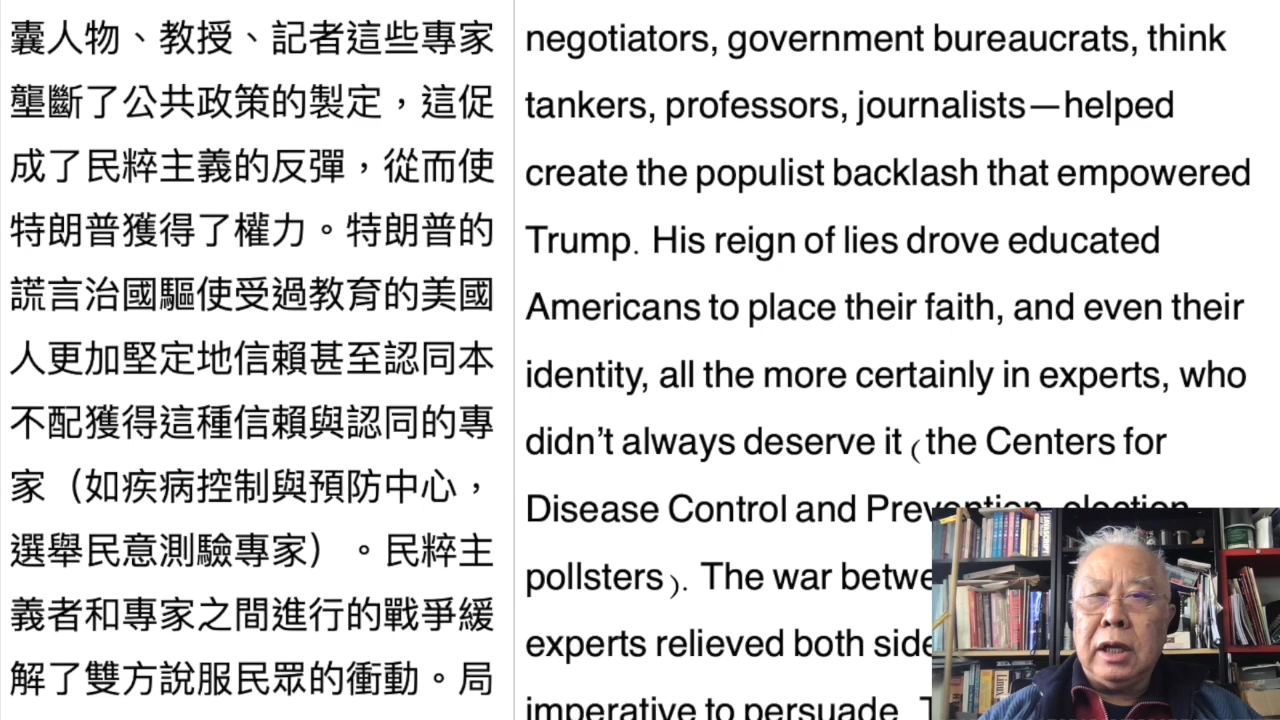 囊人物、教授、記者這些專家
壟斷了公共政策的製定，這促
成了民粹主義的反彈，從而使
特朗普獲得了權力。特朗普的
謊言治國驅使受過教育的美國
人更加堅定地信賴甚至認同本
不配獲得這種信賴與認同的專
家（如疾病控制與預防中心，
選舉民意測驗專家）。民粹主
義者和專家之間進行的戰爭緩
解了雙方說服民眾的衝動。局
negotiators, government bureaucrats, think
tankers, professors, journalists—helped
create the populist backlash that empowered
Trump. His reign of lies drove educated
Americans to place their faith, and even their
identity, all the more certainly in experts, who
didn’t always deserve it (the Centers for
Disease Control and Prevention, election
pollsters). The war betwe
experts relieved both side
imperative to persuade.